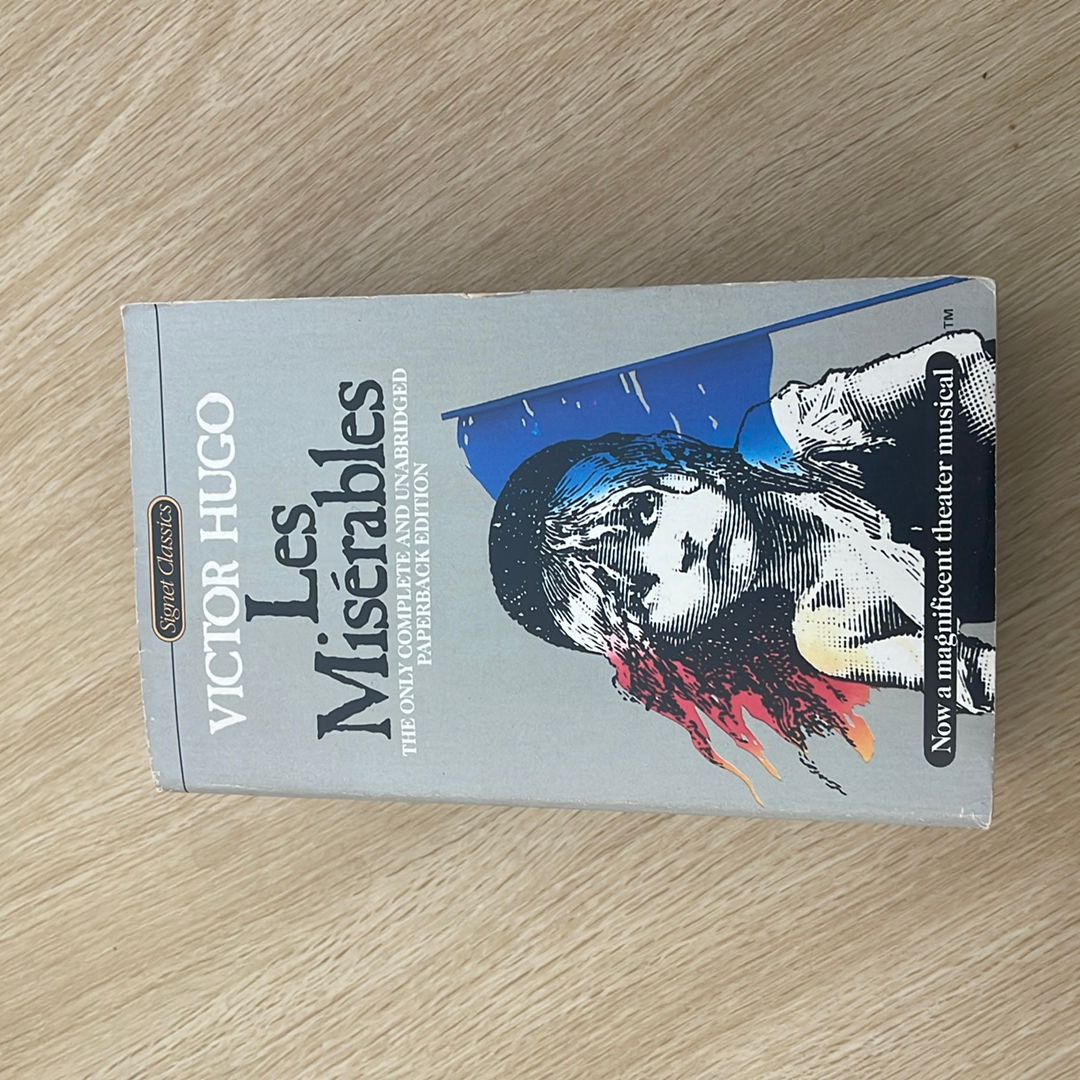 Signet Classics
VICTOR HUGO
Les
Misérables
THE ONLY COMPLETE AND UNABRIDGED
PAPERBACK EDITION
TM
Now a magnificent theater musical